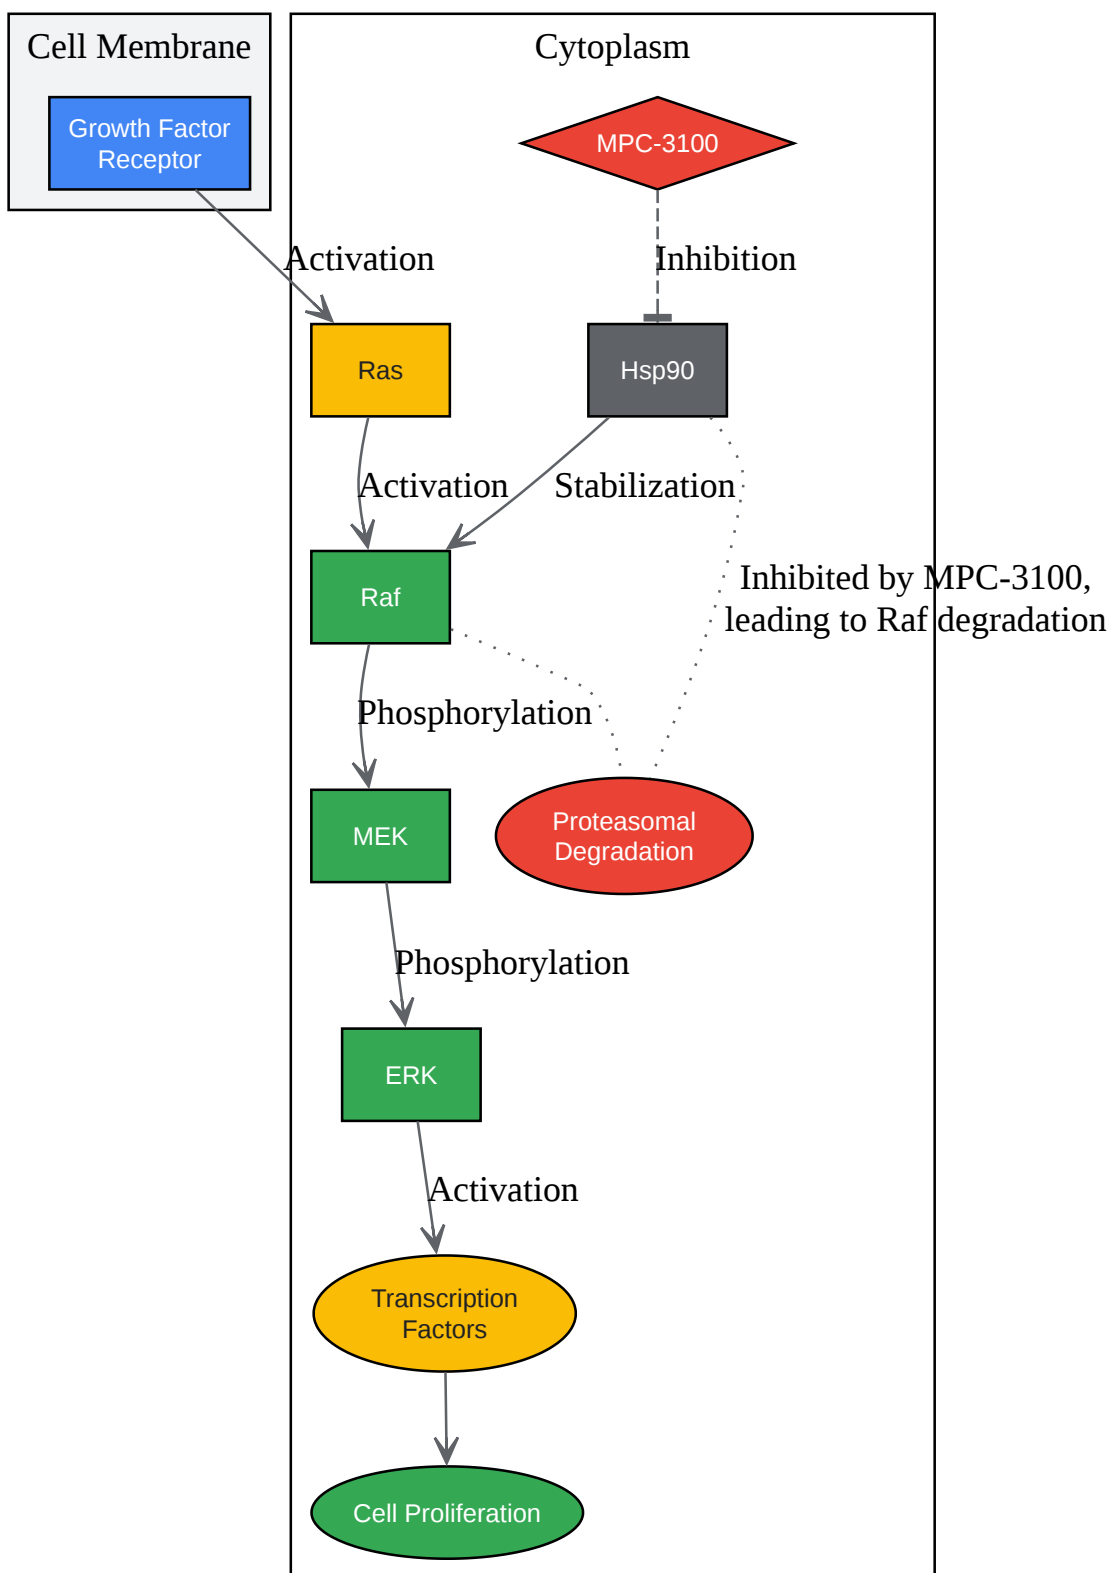 Cell Membrane
Cytoplasm
Growth Factor
Receptor
MPC-3100
Activation
Inhibition
Ras
Hsp90
Activation
Stabilization
Inhibited by MPC-3100,
leading to Raf degradation
Raf
Phosphorylation
MEK
Proteasomal
Degradation
Phosphorylation
ERK
Activation
Transcription
Factors
Cell Proliferation